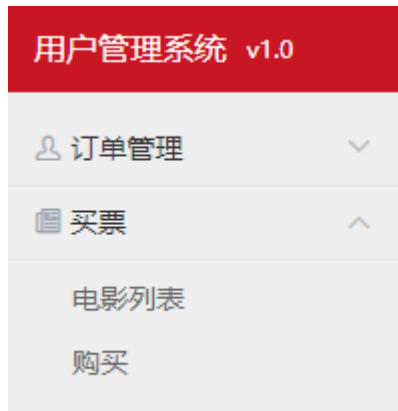 用户管理系统 v1.0
订单管理
买票
电影列表
购买